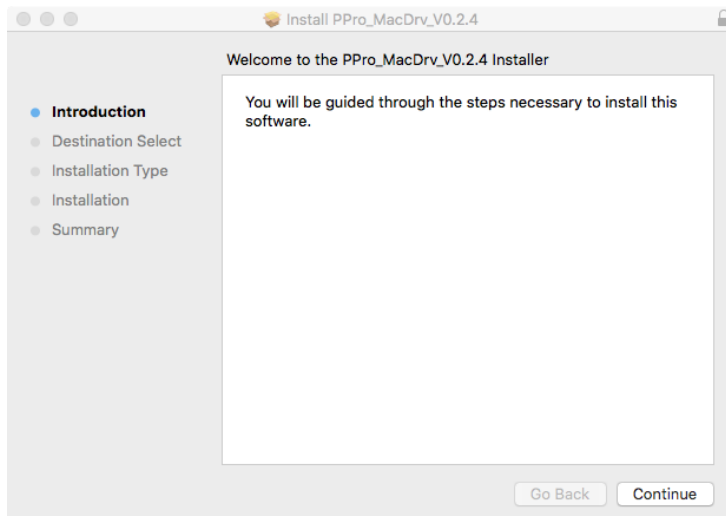 Install PPro_MacDrv_V0.2.4
Welcome to the PPro_MacDrv_V0.2.4 Installer
Introduction
Destination Select
Installation Type
Installation
Summary
You will be guided through the steps necessary to install this
software.
Go Back
Continue